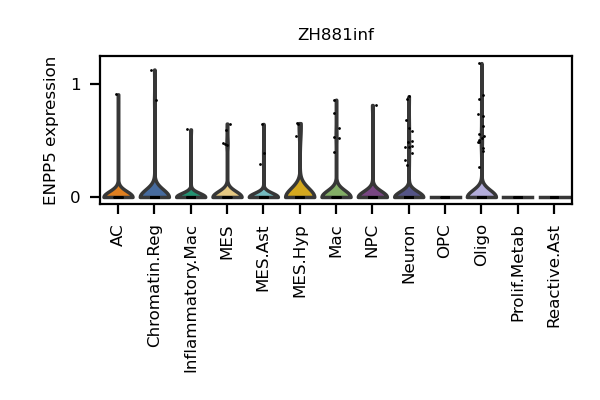 ZH881inf
ENPP5 expression
1
0
AC
Chromatin.Reg
Inflammatory.Mac
MES
MES.Ast
MES.Hyp
Mac
NPC
Neuron
OPC
Oligo
Prolif.Metab
Reactive.Ast